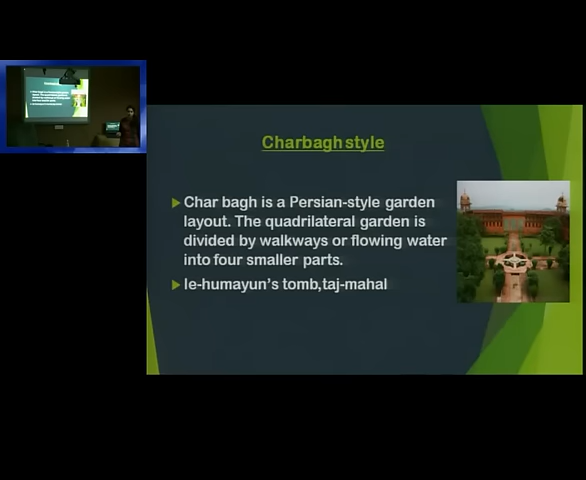 Charbagh style
Char bagh is a Persian-style garden
layout. The quadrilateral garden is
divided by walkways or flowing water
into four smaller parts.
Ie-humayun's tomb,taj-mahal